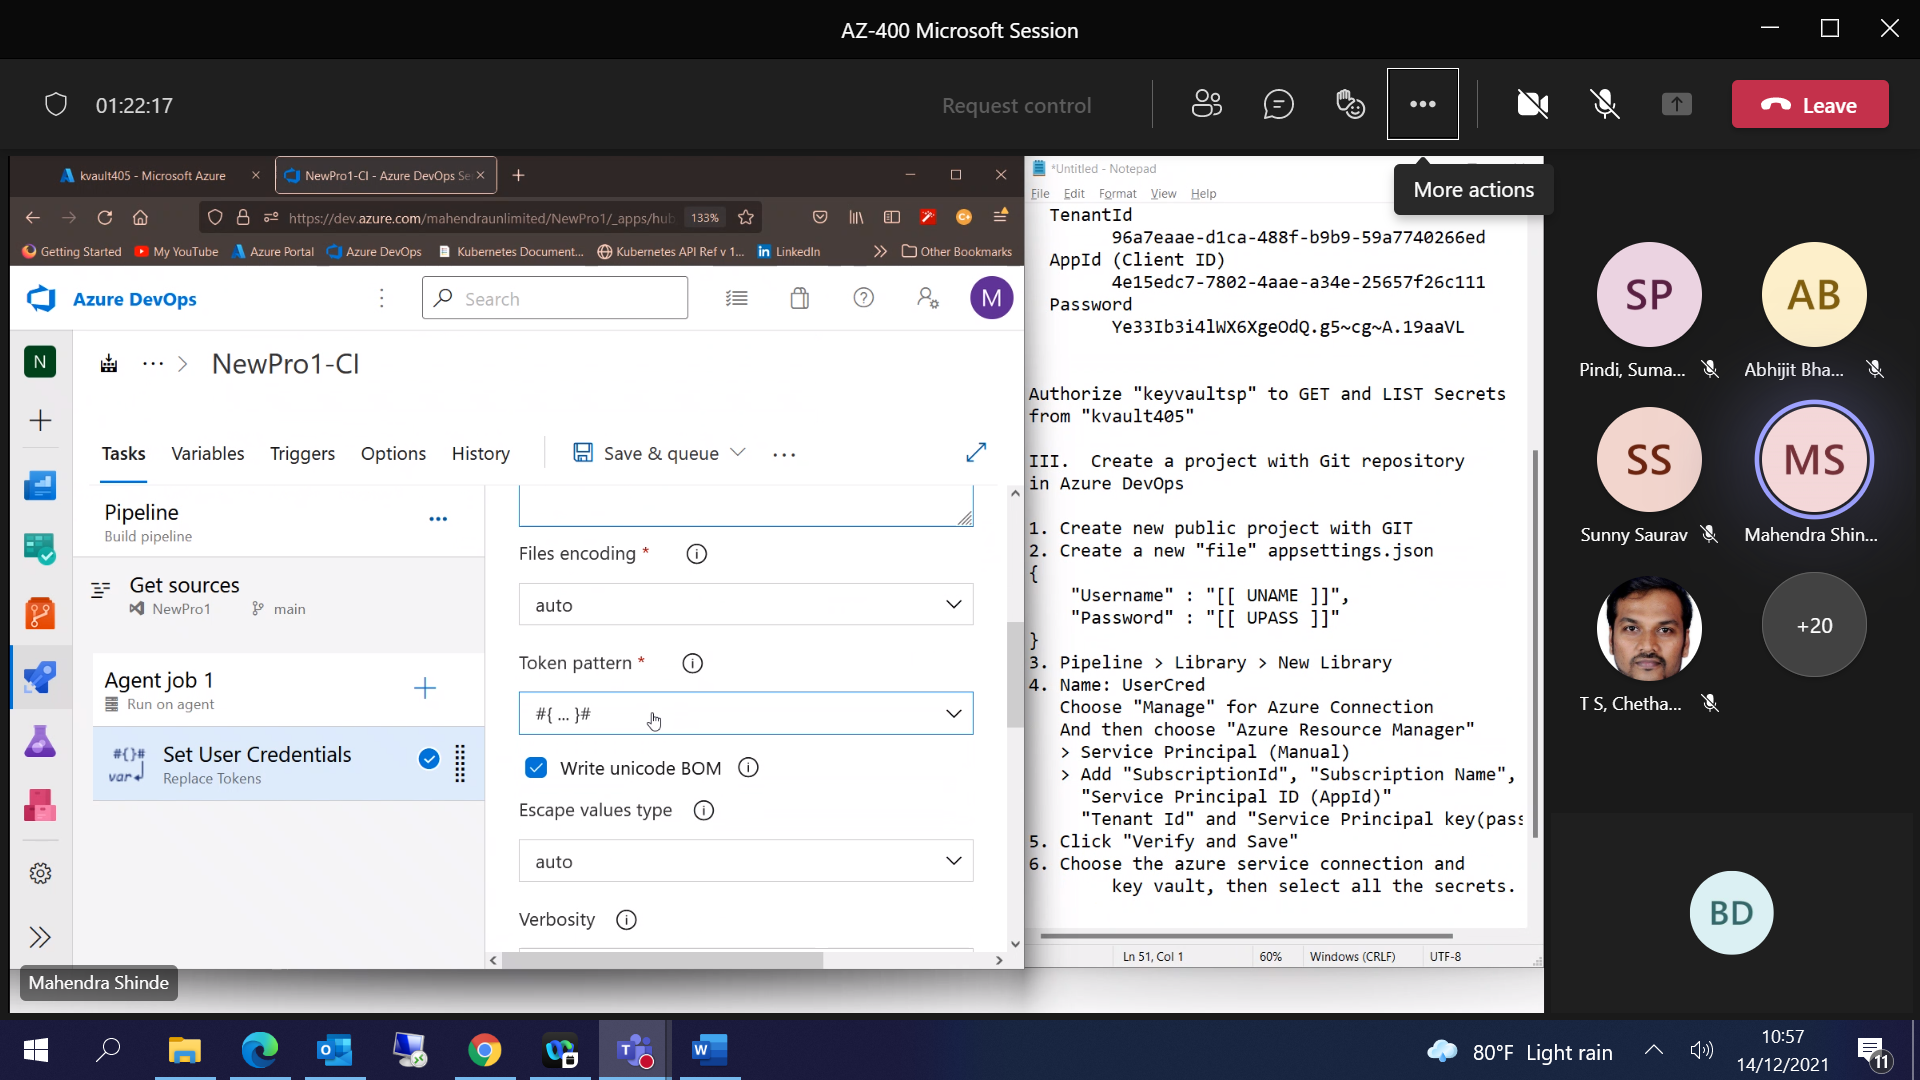 AZ-400 Microsoft Session
01:22:17
Request control
Leave
More actions
kvault405 - Microsoft Azure
NewPro1-CI - Azure DevOps Se
https://dev.azure.com/mahendraunlimited/NewPro1/_apps/hub
133%
Getting Started
My YouTube
Azure Portal
Azure DevOps
Kubernetes Document...
Kubernetes API Ref v 1...
LinkedIn
Other Bookmarks
Azure DevOps
Search
M
N
NewPro1-CI
Tasks
Variables
Triggers
Options
History
Save & queue
Pipeline
Build pipeline
Get sources
NewPro1
main
Agent job 1
Run on agent
#{}#
var
Set User Credentials
Replace Tokens
Files encoding *
auto
Token pattern *
#{ ... }#
Write unicode BOM
Escape values type
auto
Verbosity
Mahendra Shinde
*Untitled - Notepad
File Edit Format View Help
TenantId
96a7eaae-d1ca-488f-b9b9-59a7740266ed
AppId (Client ID)
4e15edc7-7802-4aae-a34e-25657f26c111
Password
Ye33Ib3i4lWX6XgeOdQ.g5~cg~A.19aaVL
Authorize "keyvaultsp" to GET and LIST Secrets
from "kvault405"
III. Create a project with Git repository
in Azure DevOps
1. Create new public project with GIT
2. Create a new "file" appsettings.json
{
"Username" : "[[ UNAME ]]",
"Password" : "[[ UPASS ]]"
}
3. Pipeline > Library > New Library
4. Name: UserCred
Choose "Manage" for Azure Connection
And then choose "Azure Resource Manager"
> Service Principal (Manual)
> Add "SubscriptionId", "Subscription Name",
"Service Principal ID (AppId)"
"Tenant Id" and "Service Principal key(pass
5. Click "Verify and Save"
6. Choose the azure service connection and
key vault, then select all the secrets.
Ln 51, Col 1
60%
Windows (CRLF)
UTF-8
SP
Pindi, Suma...
AB
Abhijit Bha...
SS
Sunny Saurav
MS
Mahendra Shin...
T S, Chetha...
+20
BD
80°F Light rain
10:57
14/12/2021
11